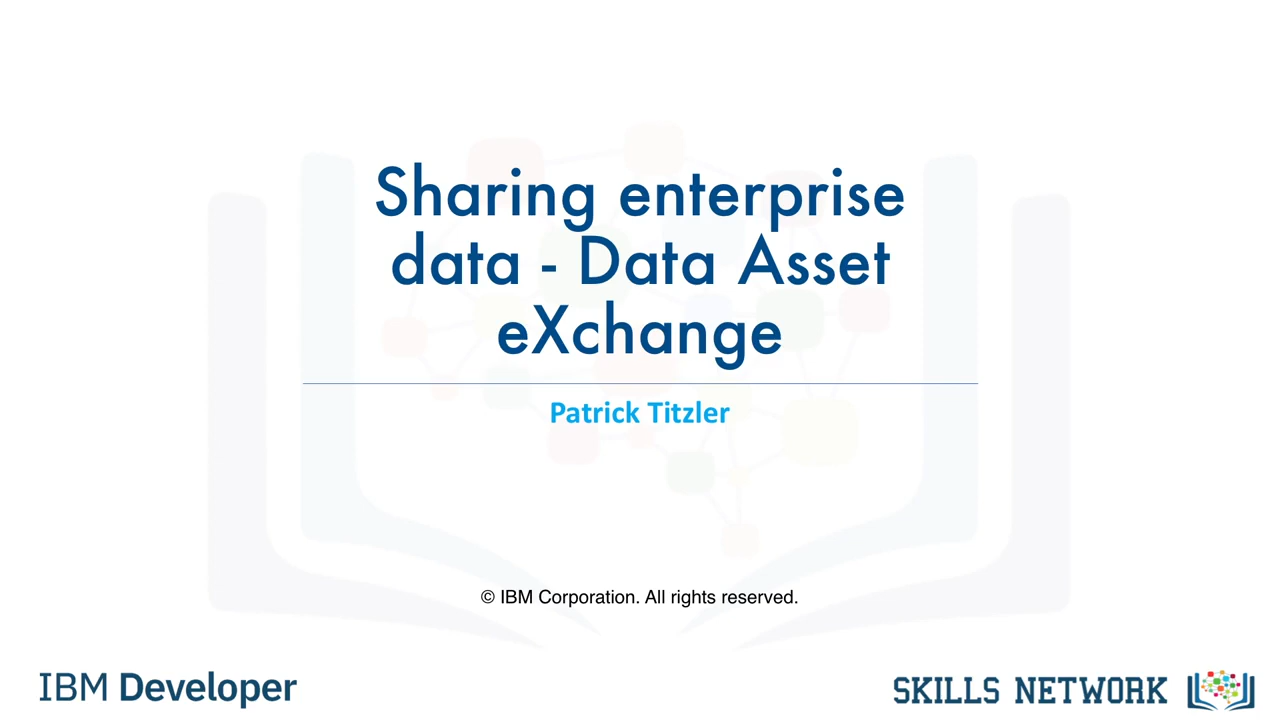 Sharing enterprise
data - Data Asset
eXchange
Patrick Titzler
© IBM Corporation. All rights reserved.
IBM Developer
SKILLS NETWORK